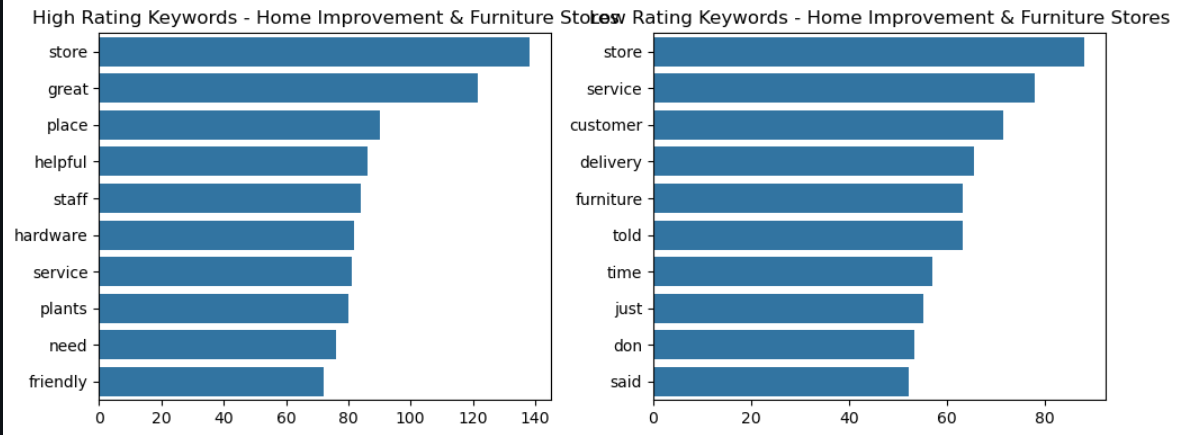 High Rating Keywords - Home Improvement & Furniture Stores
store
great
place
helpful
staff
hardware
service
plants
need
friendly
0 20 40 60 80 100 120 140
Low Rating Keywords - Home Improvement & Furniture Stores
store
service
customer
delivery
furniture
told
time
just
don
said
0 20 40 60 80